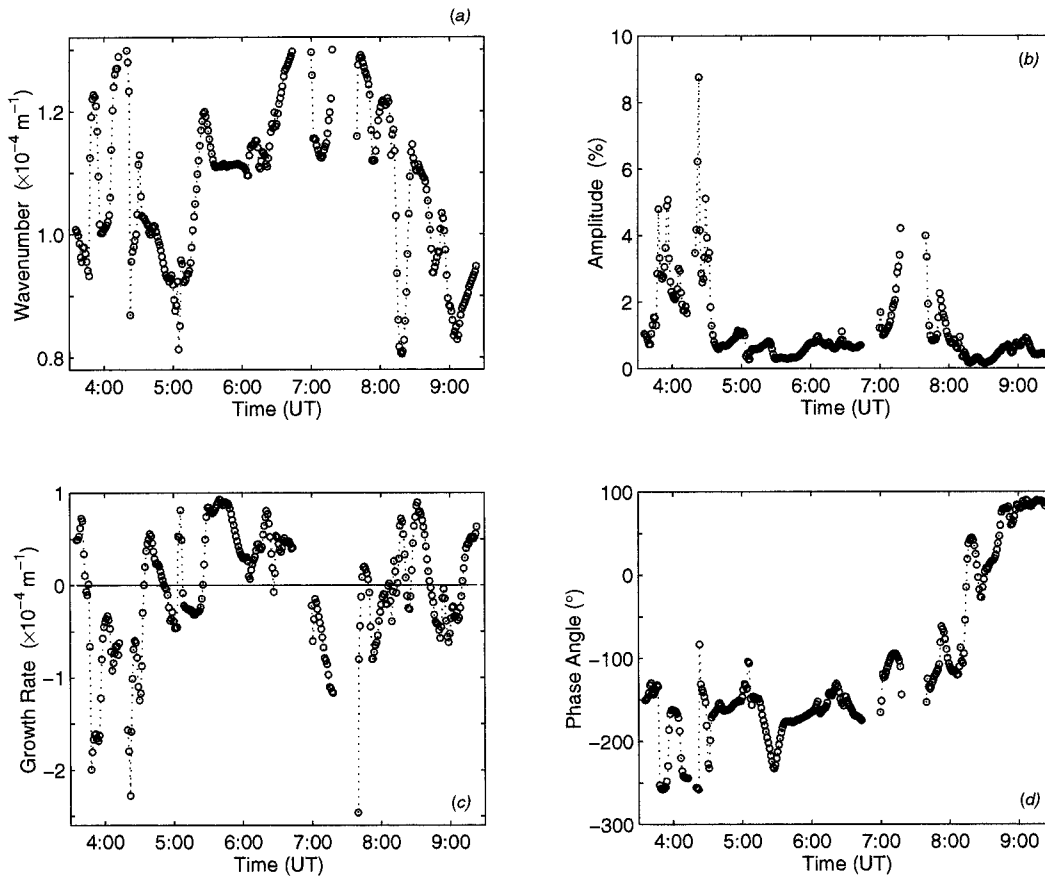 (a)
1.2
1.0
0.8
Wavenumber (×10⁻⁴ m⁻¹)
4:00 5:00 6:00 7:00 8:00 9:00
Time (UT)
(b)
10
8
6
4
2
0
Amplitude (%)
4:00 5:00 6:00 7:00 8:00 9:00
Time (UT)
1
0
−1
−2
Growth Rate (×10⁻⁴ m⁻¹)
(c)
4:00 5:00 6:00 7:00 8:00 9:00
Time (UT)
100
0
−100
−200
−300
Phase Angle (°)
(d)
4:00 5:00 6:00 7:00 8:00 9:00
Time (UT)